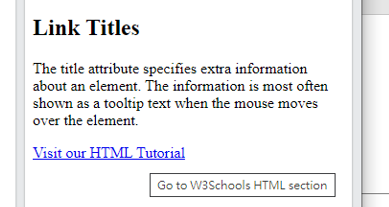 Link Titles
The title attribute specifies extra information
about an element. The information is most often
shown as a tooltip text when the mouse moves
over the element.
Visit our HTML Tutorial
Go to W3Schools HTML section